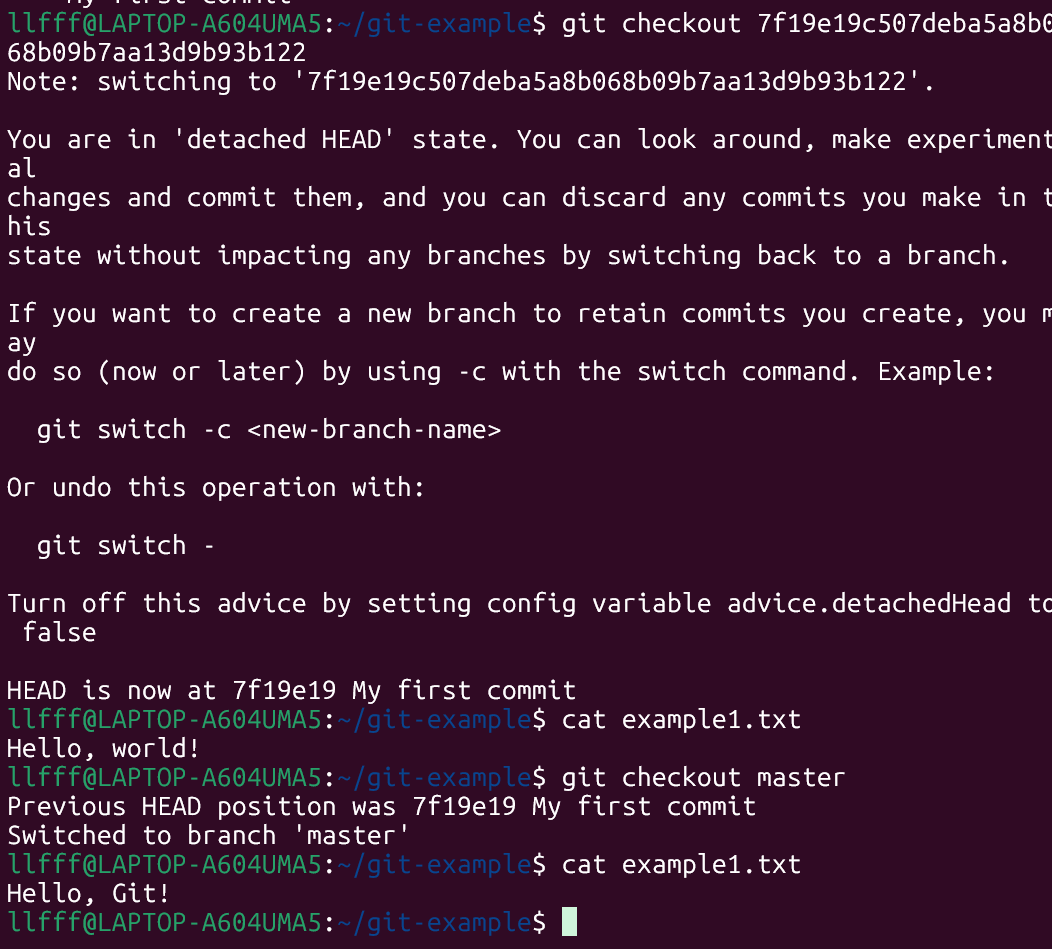 My first commit
llfff@LAPTOP-A604UMA5:~/git-example$ git checkout 7f19e19c507deba5a8b0
68b09b7aa13d9b93b122
Note: switching to '7f19e19c507deba5a8b068b09b7aa13d9b93b122'.
You are in 'detached HEAD' state. You can look around, make experiment
al
changes and commit them, and you can discard any commits you make in t
his
state without impacting any branches by switching back to a branch.
If you want to create a new branch to retain commits you create, you m
ay
do so (now or later) by using -c with the switch command. Example:
git switch -c <new-branch-name>
Or undo this operation with:
git switch -
Turn off this advice by setting config variable advice.detachedHead to
false
HEAD is now at 7f19e19 My first commit
llfff@LAPTOP-A604UMA5:~/git-example$ cat example1.txt
Hello, world!
llfff@LAPTOP-A604UMA5:~/git-example$ git checkout master
Previous HEAD position was 7f19e19 My first commit
Switched to branch 'master'
llfff@LAPTOP-A604UMA5:~/git-example$ cat example1.txt
Hello, Git!
llfff@LAPTOP-A604UMA5:~/git-example$